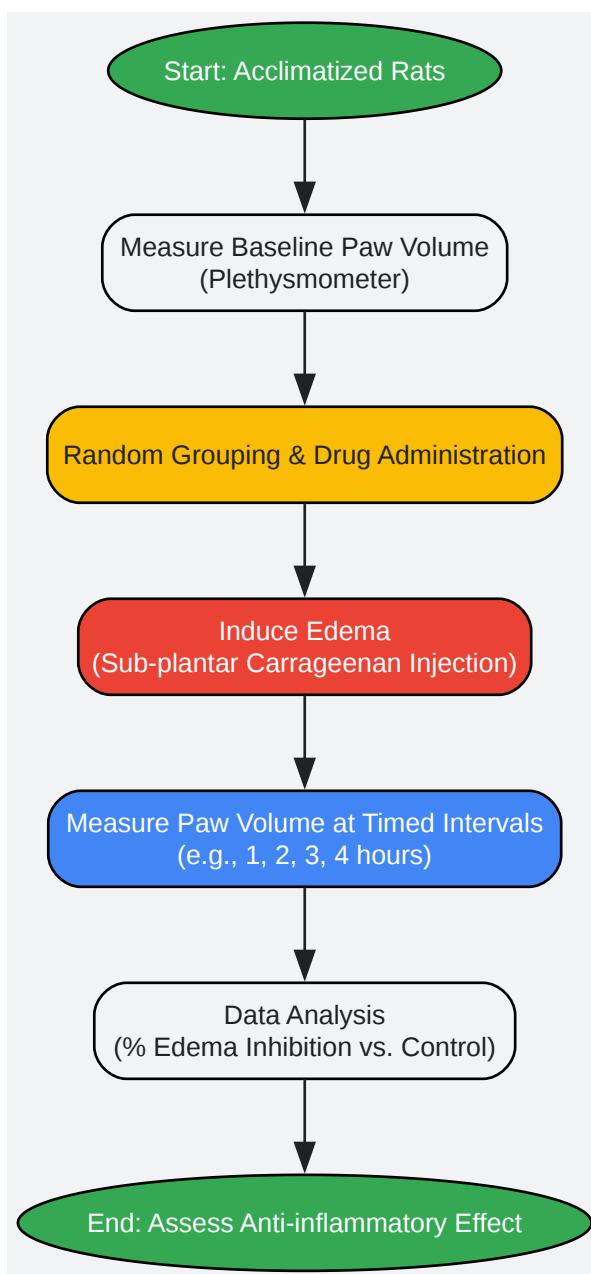 Start: Acclimatized Rats
Measure Baseline Paw Volume
(Plethysmometer)
Random Grouping & Drug Administration
Induce Edema
(Sub-plantar Carrageenan Injection)
Measure Paw Volume at Timed Intervals
(e.g., 1, 2, 3, 4 hours)
Data Analysis
(% Edema Inhibition vs. Control)
End: Assess Anti-inflammatory Effect